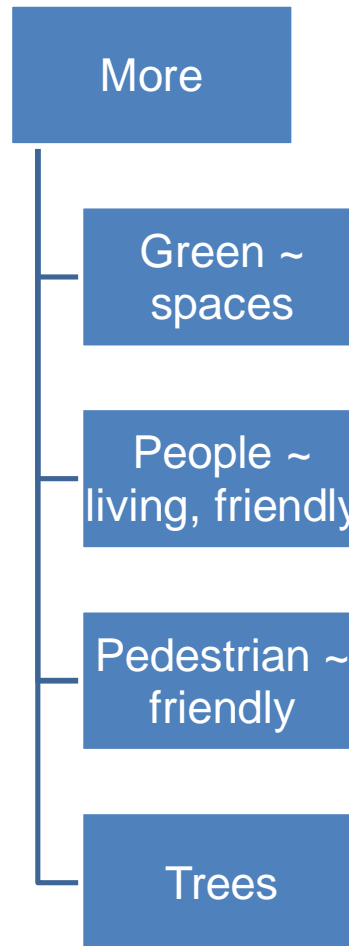 More
Green ~
spaces
People ~
living, friendly
Pedestrian ~
friendly
Trees